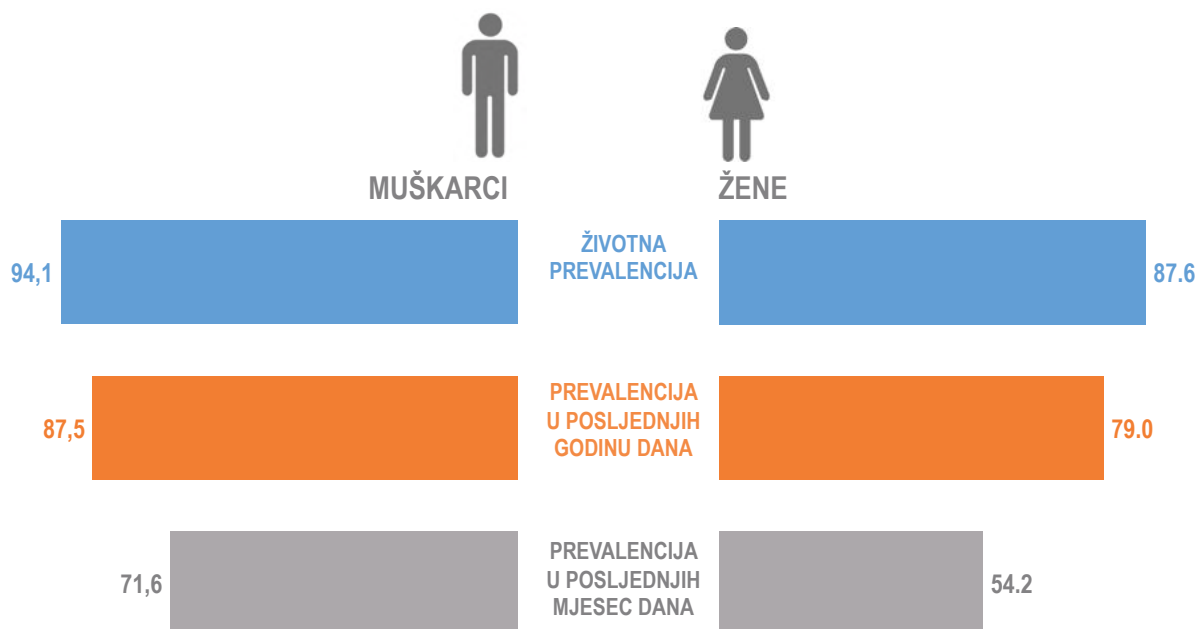 MUŠKARCI
ŽENE
94,1
ŽIVOTNA
PREVALENCIJA
87.6
87,5
PREVALENCIJA
U POSLJEDNJIH
GODINU DANA
79.0
71,6
PREVALENCIJA
U POSLJEDNJIH
MJESEC DANA
54.2